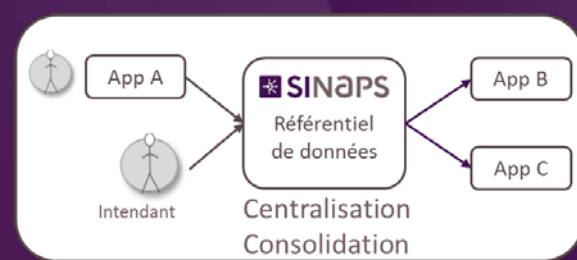 App A
SINAPS
Référentiel
de données
App B
App C
Intendant
Centralisation
Consolidation